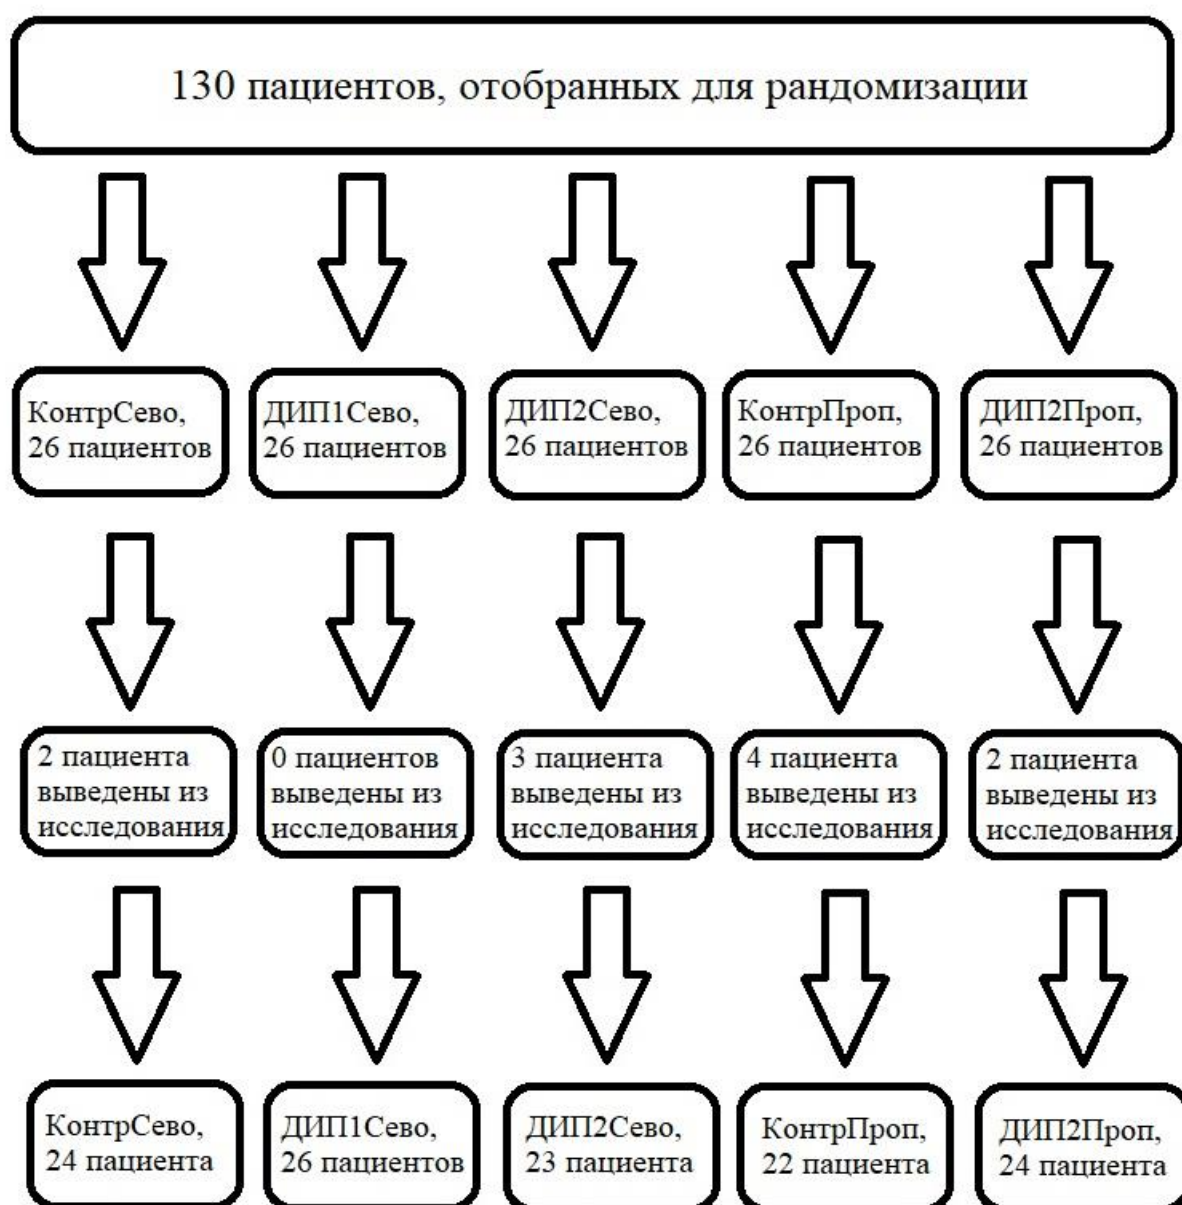 130 пациентов, отобранных для рандомизации
КонтрСево,
26 пациентов
ДИП1Сево,
26 пациентов
ДИП2Сево,
26 пациентов
КонтрПроп,
26 пациентов
ДИП2Проп,
26 пациентов
2 пациента
выведены из
исследования
0 пациентов
выведены из
исследования
3 пациента
выведены из
исследования
4 пациента
выведены из
исследования
2 пациента
выведены из
исследования
КонтрСево,
24 пациента
ДИП1Сево,
26 пациентов
ДИП2Сево,
23 пациента
КонтрПроп,
22 пациента
ДИП2Проп,
24 пациента